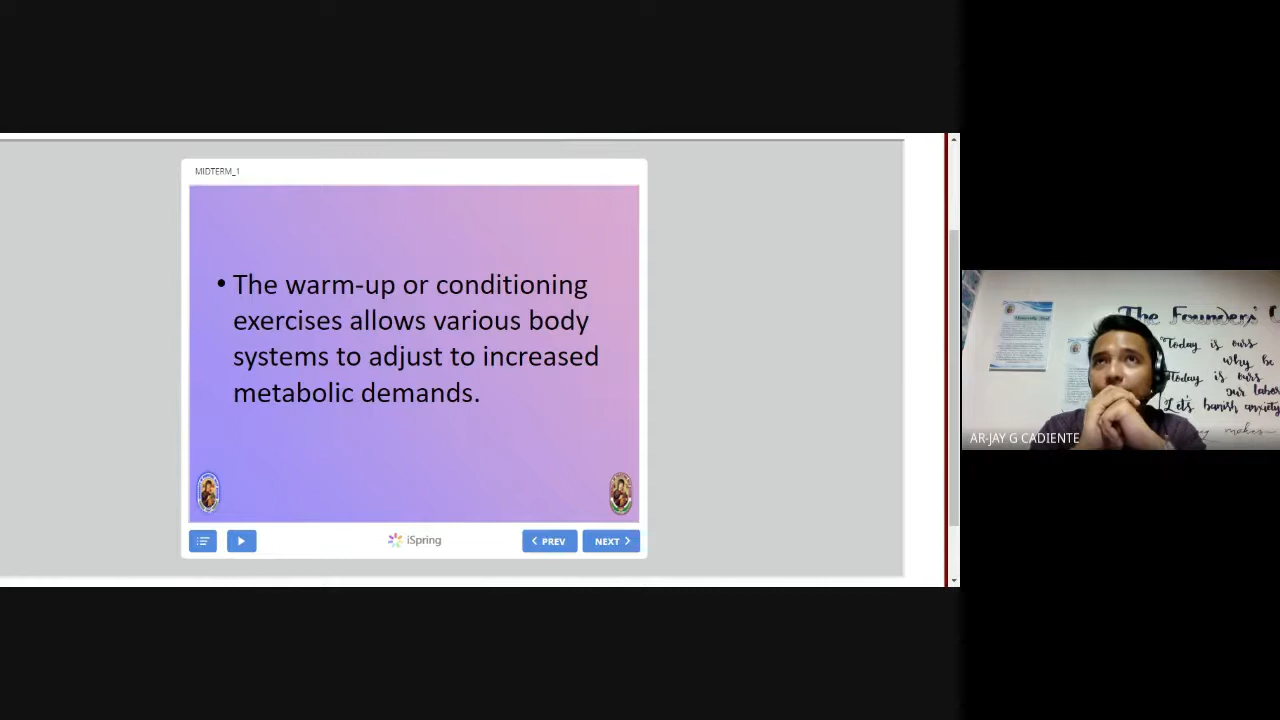 MIDTERM_1
• The warm-up or conditioning
exercises allows various body
systems to adjust to increased
metabolic demands.
iSpring
PREV
NEXT
The Founders'
"Today is ours
why be
"Today is ours
our labor
"Let's banish anxiety
makes
AR-JAY G CADIENTE